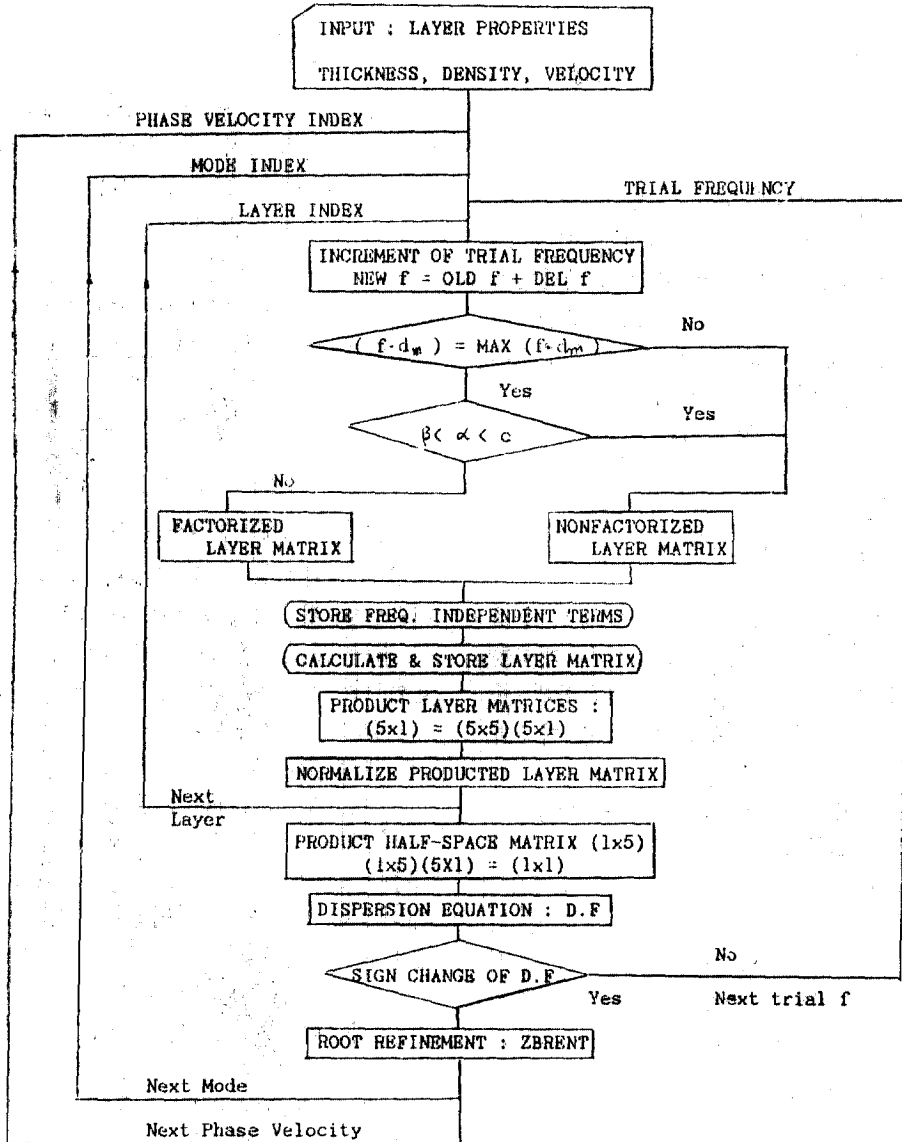 INPUT : LAYER PROPERTIES
THICKNESS, DENSITY, VELOCITY
PHASE VELOCITY INDEX
MODE INDEX
TRIAL FREQUENCY
LAYER INDEX
INCREMENT OF TRIAL FREQUENCY
NEW f = OLD f + DEL f
No
( f·dₘ ) = MAX (f·dₘ)
Yes
Yes
β< α < c
No
FACTORIZED
LAYER MATRIX
NONFACTORIZED
LAYER MATRIX
STORE FREQ. INDEPENDENT TERMS
CALCULATE & STORE LAYER MATRIX
PRODUCT LAYER MATRICES :
(5x1) = (5x5)(5x1)
NORMALIZE PRODUCTED LAYER MATRIX
Next
Layer
PRODUCT HALF-SPACE MATRIX (1x5)
(1x5)(5X1) = (1x1)
DISPERSION EQUATION : D.F
No
SIGN CHANGE OF D.F
Yes
Next trial f
ROOT REFINEMENT : ZBRENT
Next Mode
Next Phase Velocity